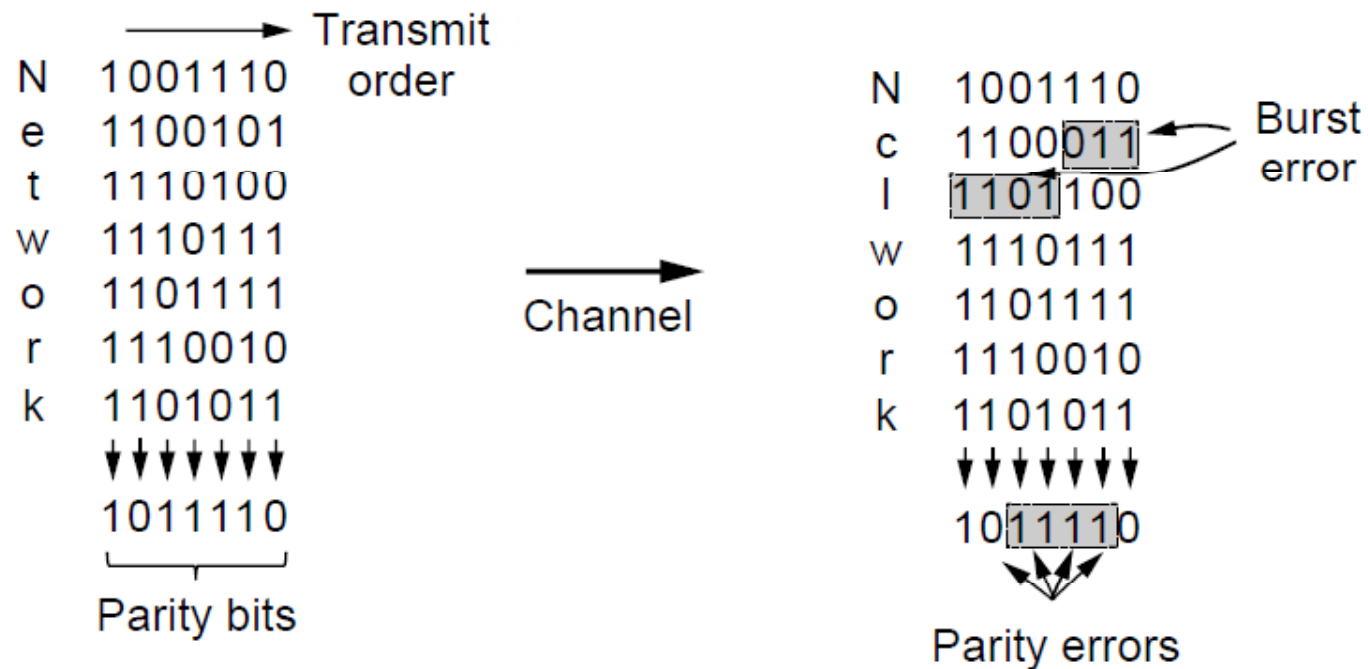 Transmit
order
N 1001110
e 1100101
t 1110100
w 1110111
o 1101111
r 1110010
k 1101011
1011110
Parity bits
Channel
N 1001110
c 1100011
l 1101100
w 1110111
o 1101111
r 1110010
k 1101011
1011110
Burst
error
Parity errors